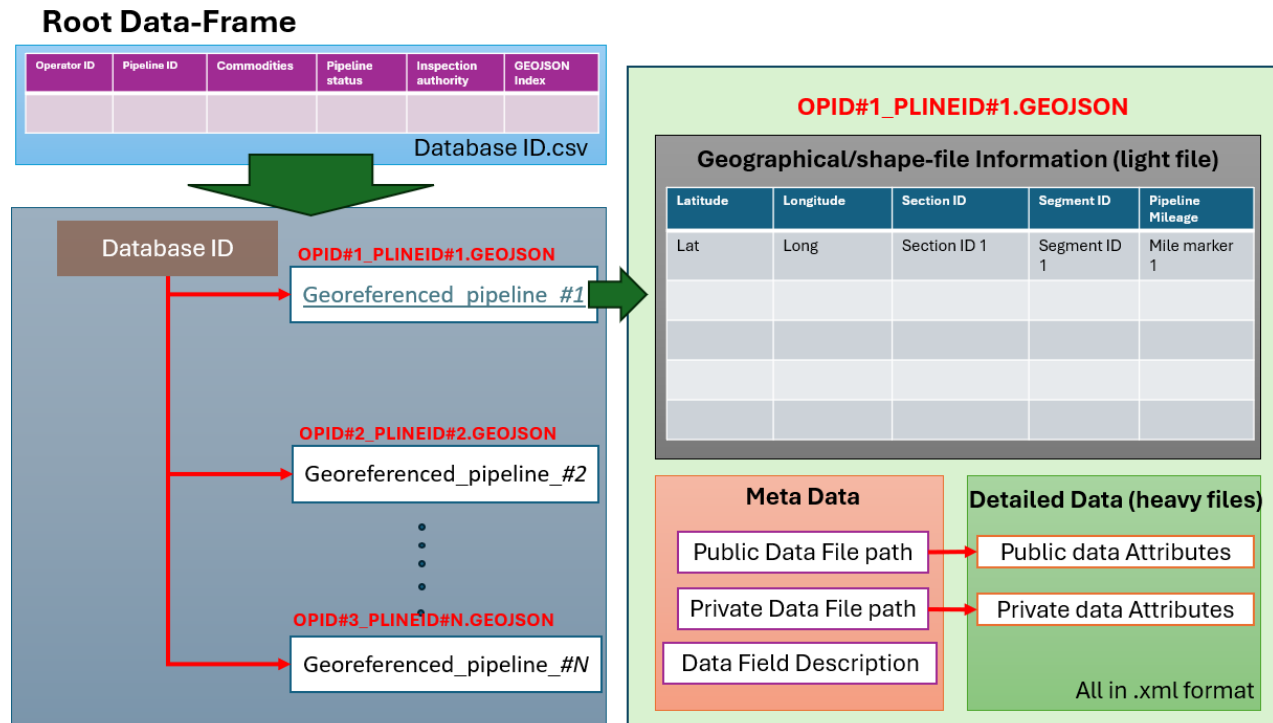 Root Data-Frame
Operator ID
Pipeline ID
Commodities
Pipeline
status
Inspection
authority
GEOJSON
Index
Database ID.csv
Database ID
OPID#1_PLINEID#1.GEOJSON
Georeferenced_pipeline_#1
OPID#2_PLINEID#2.GEOJSON
Georeferenced_pipeline_#2
OPID#3_PLINEID#N.GEOJSON
Georeferenced_pipeline_#N
OPID#1_PLINEID#1.GEOJSON
Geographical/shape-file Information (light file)
Latitude
Longitude
Section ID
Segment ID
Pipeline
Mileage
Lat
Long
Section ID 1
Segment ID
1
Mile marker
1
Meta Data
Public Data File path
Private Data File path
Data Field Description
Detailed Data (heavy files)
Public data Attributes
Private data Attributes
All in .xml format